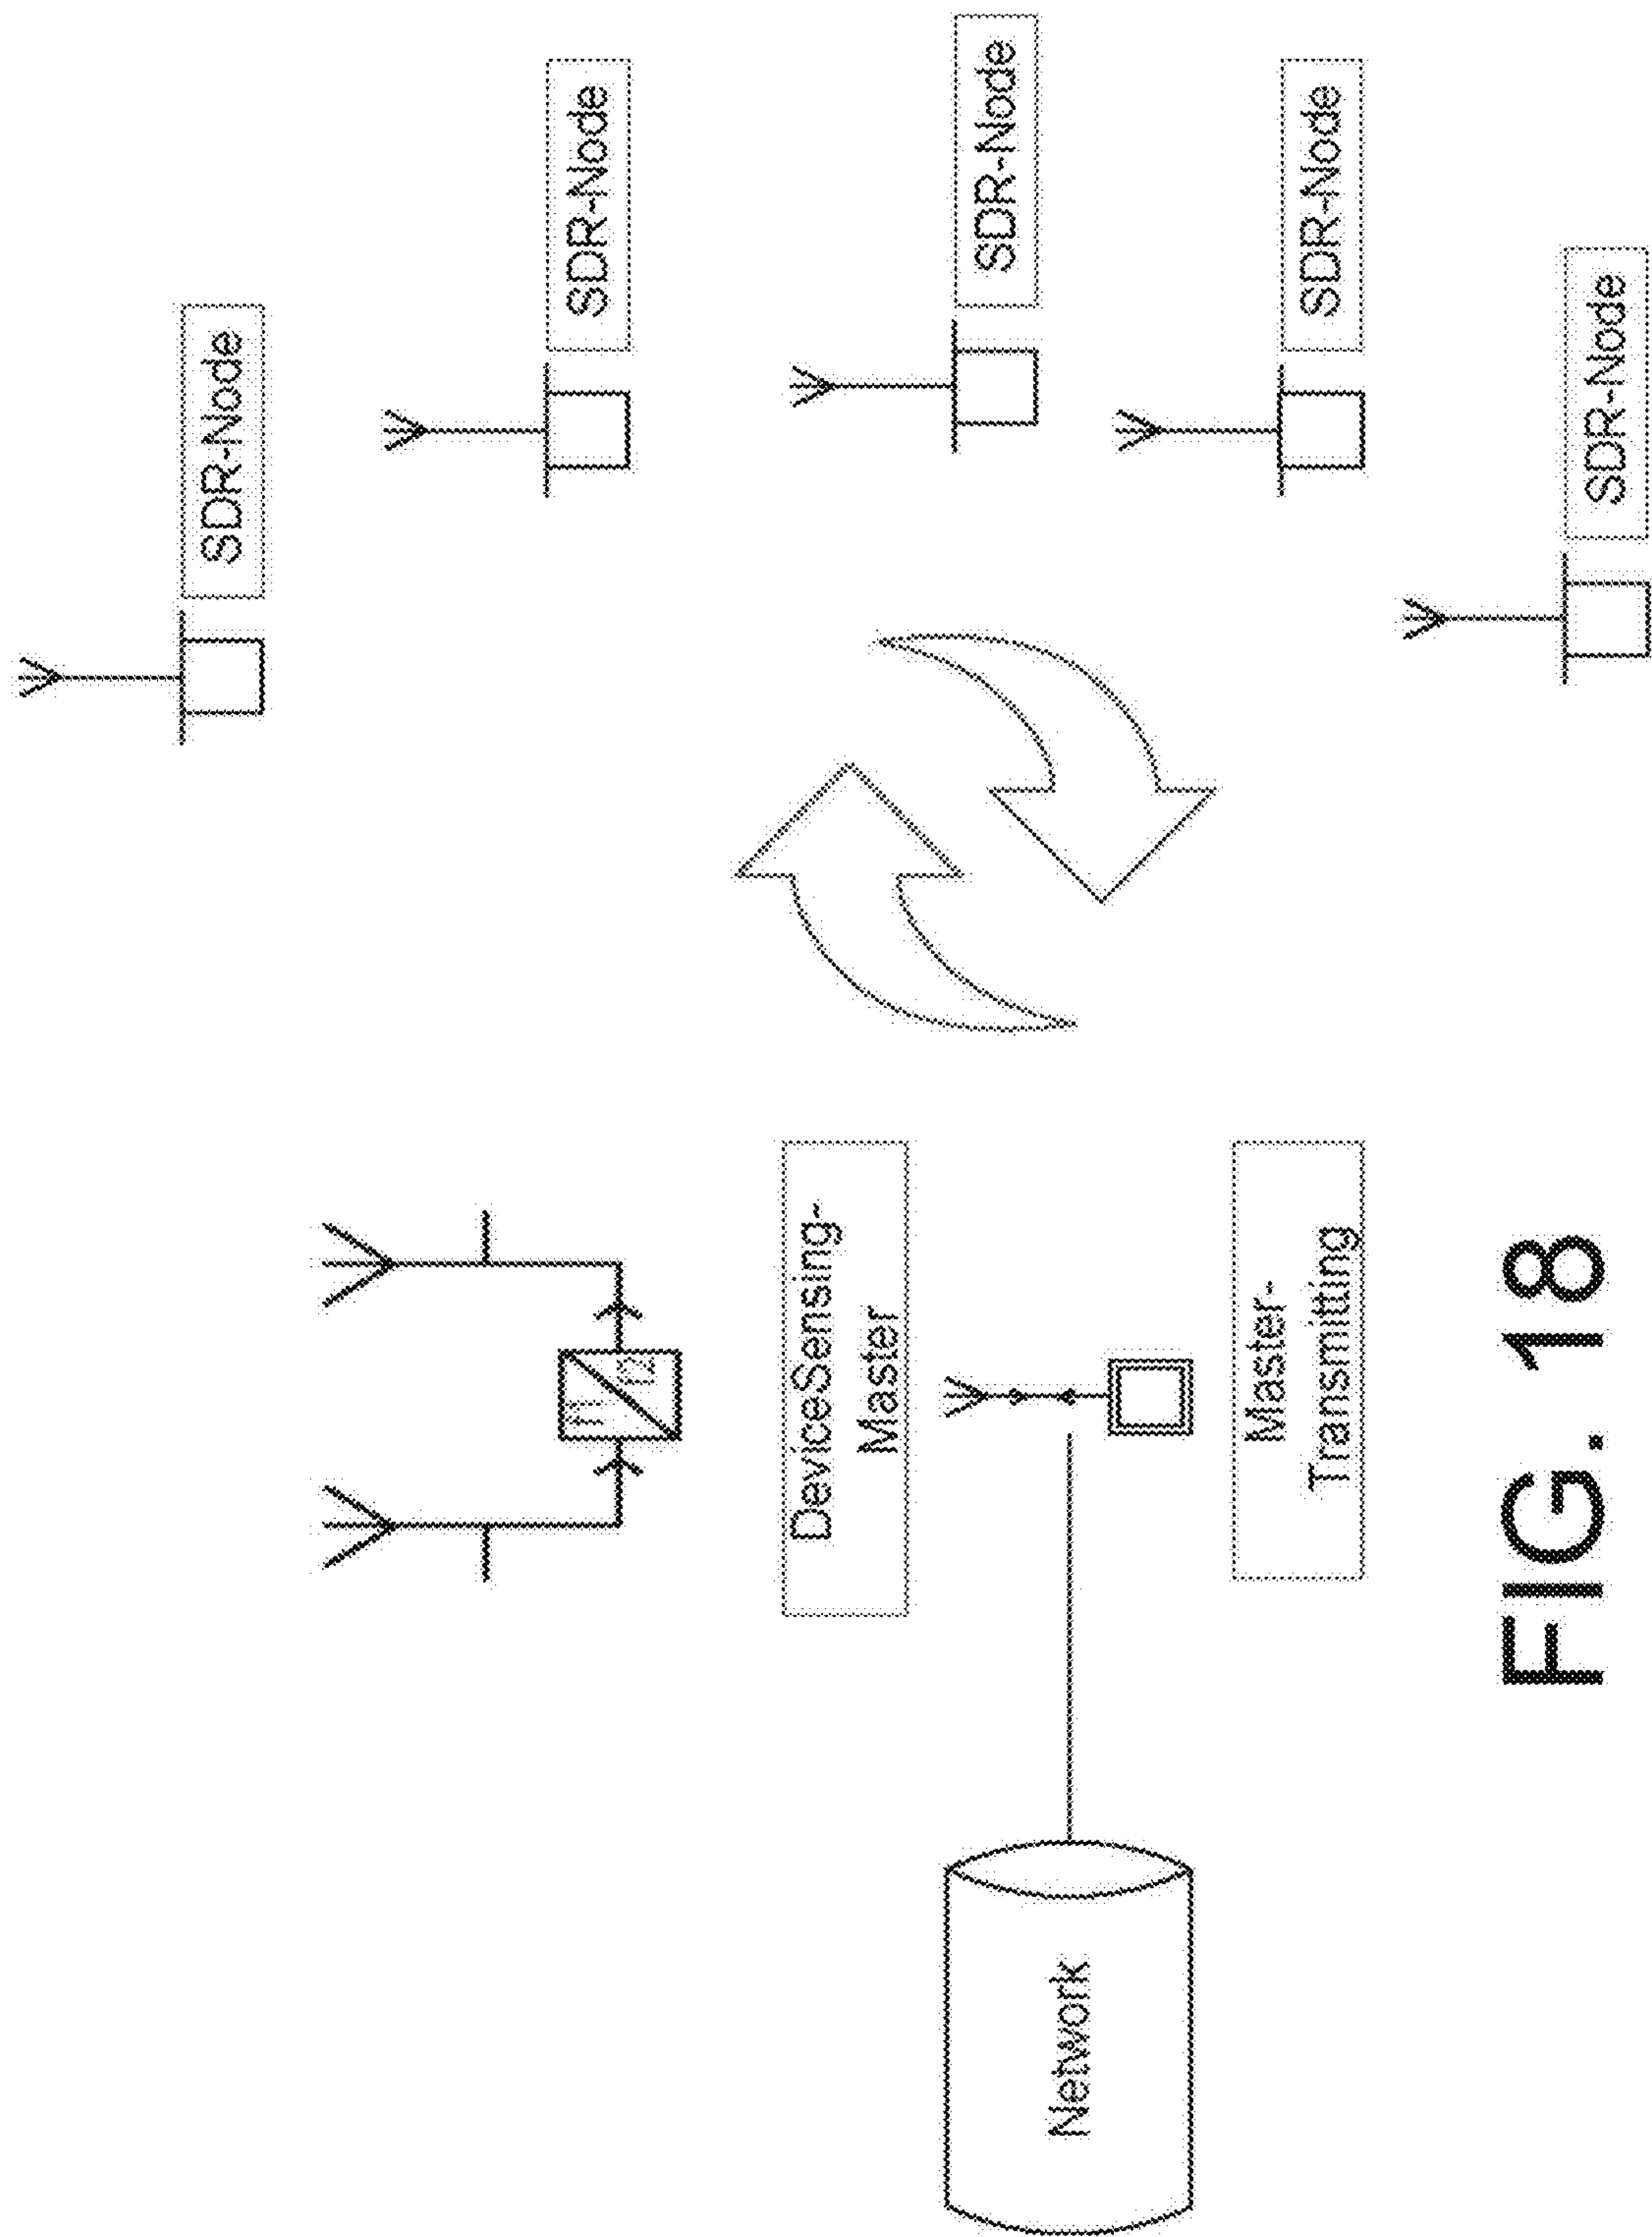 SDR-Node
SDR-Node
DeviceSensing-
Master
SDR-Node
Network
Master-
Transmitting
SDR-Node
SDR-Node
FIG. 18